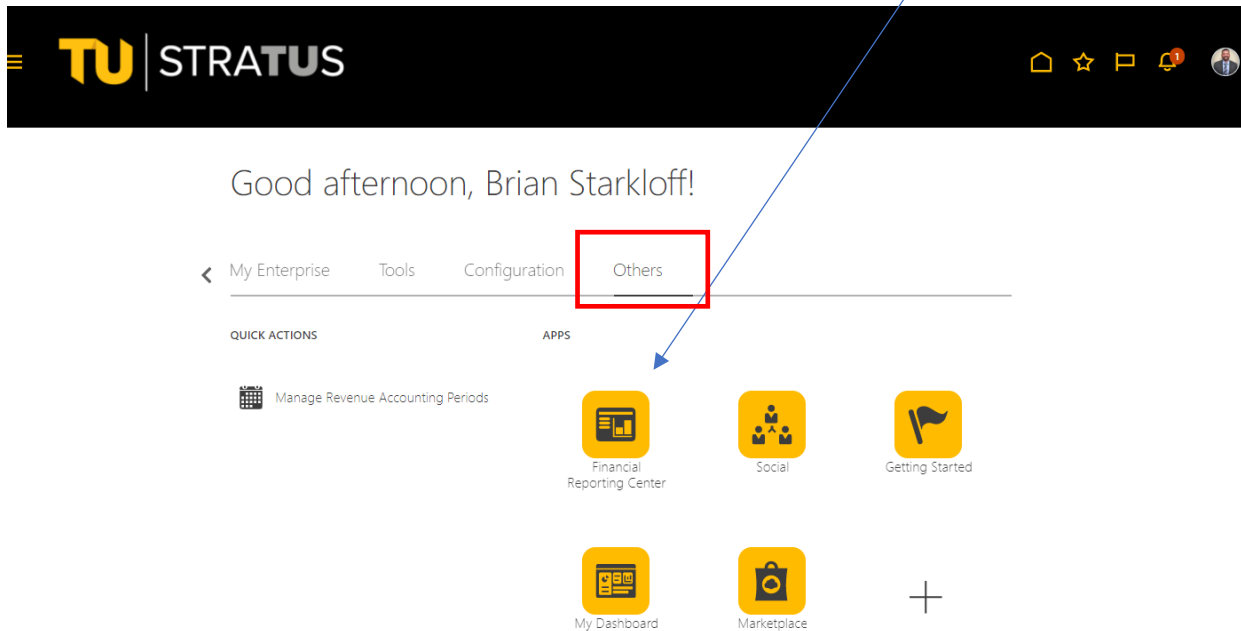 TU STRATUS
1
Good afternoon, Brian Starkloff!
My Enterprise Tools Configuration Others
QUICK ACTIONS APPS
Manage Revenue Accounting Periods
Financial
Reporting Center
Social
Getting Started
My Dashboard
Marketplace